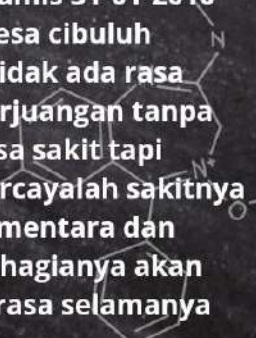 esa cibuluh
idak ada rasa
rjuangan tanpa
sa sakit tapi
rcayalah sakitnya
mentara dan
hagianya akan
rasa selamanya
N
N+
O